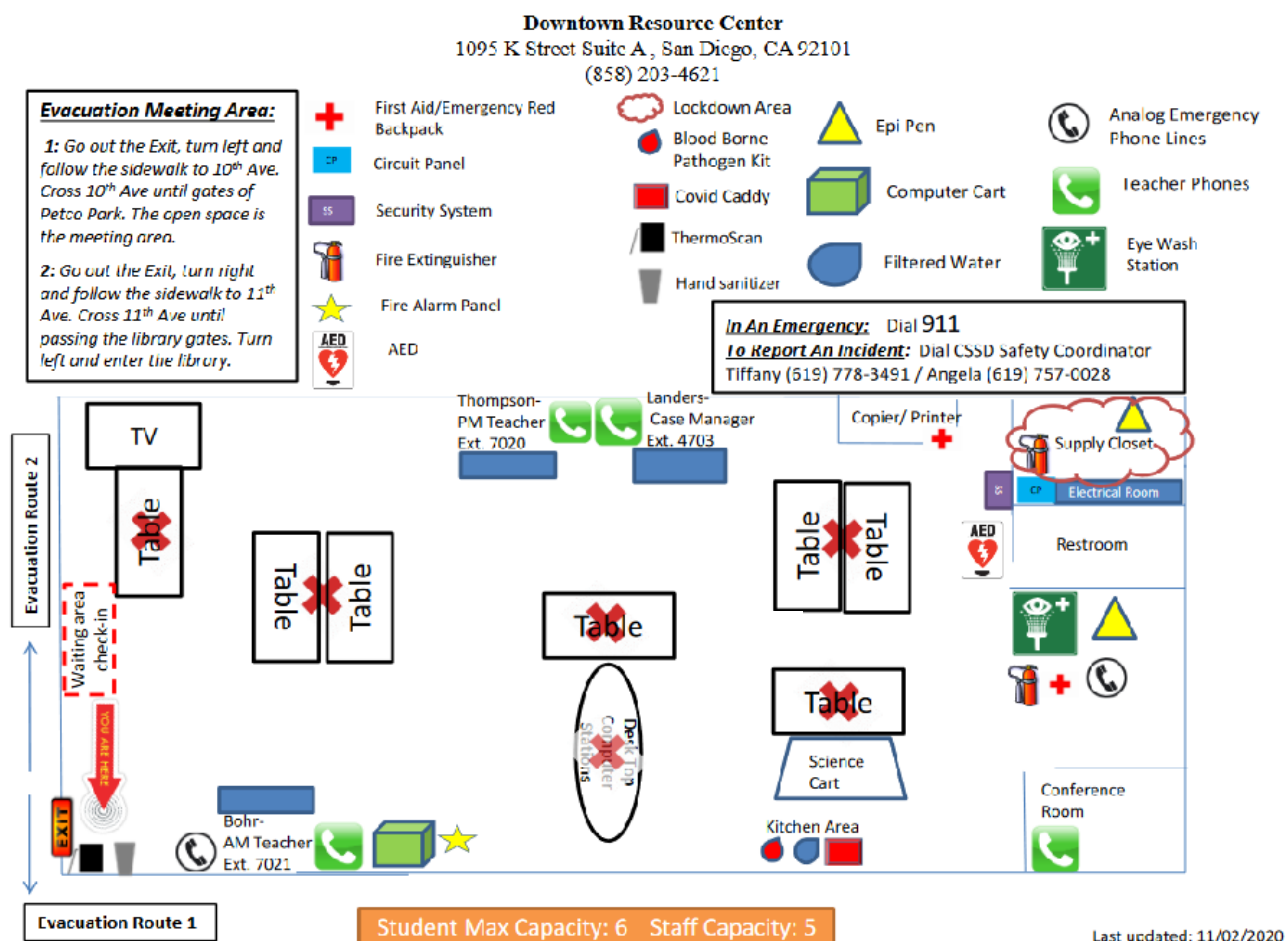 Downtown Resource Center
1095 K Street Suite A , San Diego, CA 92101
(858) 203-4621
Evacuation Meeting Area:
1: Go out the Exit, turn left and
follow the sidewalk to 10th Ave.
Cross 10th Ave until gates of
Petco Park. The open space is
the meeting area.
2: Go out the Exit, turn right
and follow the sidewalk to 11th
Ave. Cross 11th Ave until
passing the library gates. Turn
left and enter the library.
First Aid/Emergency Red
Backpack
CP
Circuit Panel
SS
Security System
Fire Extinguisher
Fire Alarm Panel
AED
AED
Lockdown Area
Blood Borne
Pathogen Kit
Covid Caddy
ThermoScan
Hand sanitizer
Epi Pen
Computer Cart
Filtered Water
Analog Emergency
Phone Lines
Teacher Phones
Eye Wash
Station
In An Emergency: Dial 911
To Report An Incident: Dial CSSD Safety Coordinator
Tiffany (619) 778-3491 / Angela (619) 757-0028
Evacuation Route 2
TV
Table
Thompson-
PM Teacher
Ext. 7020
Landers-
Case Manager
Ext. 4703
Copier/ Printer
Supply Closet
SS
CP
Electrical Room
AED
Restroom
Table
Table
Table
Table
Table
Waiting area
check-in
YOU ARE HERE
EXIT
Desk Top
Computer
Stations
Table
Science
Cart
Bohr-
AM Teacher
Ext. 7021
Kitchen Area
Conference
Room
Evacuation Route 1
Student Max Capacity: 6 Staff Capacity: 5
Last updated: 11/02/2020